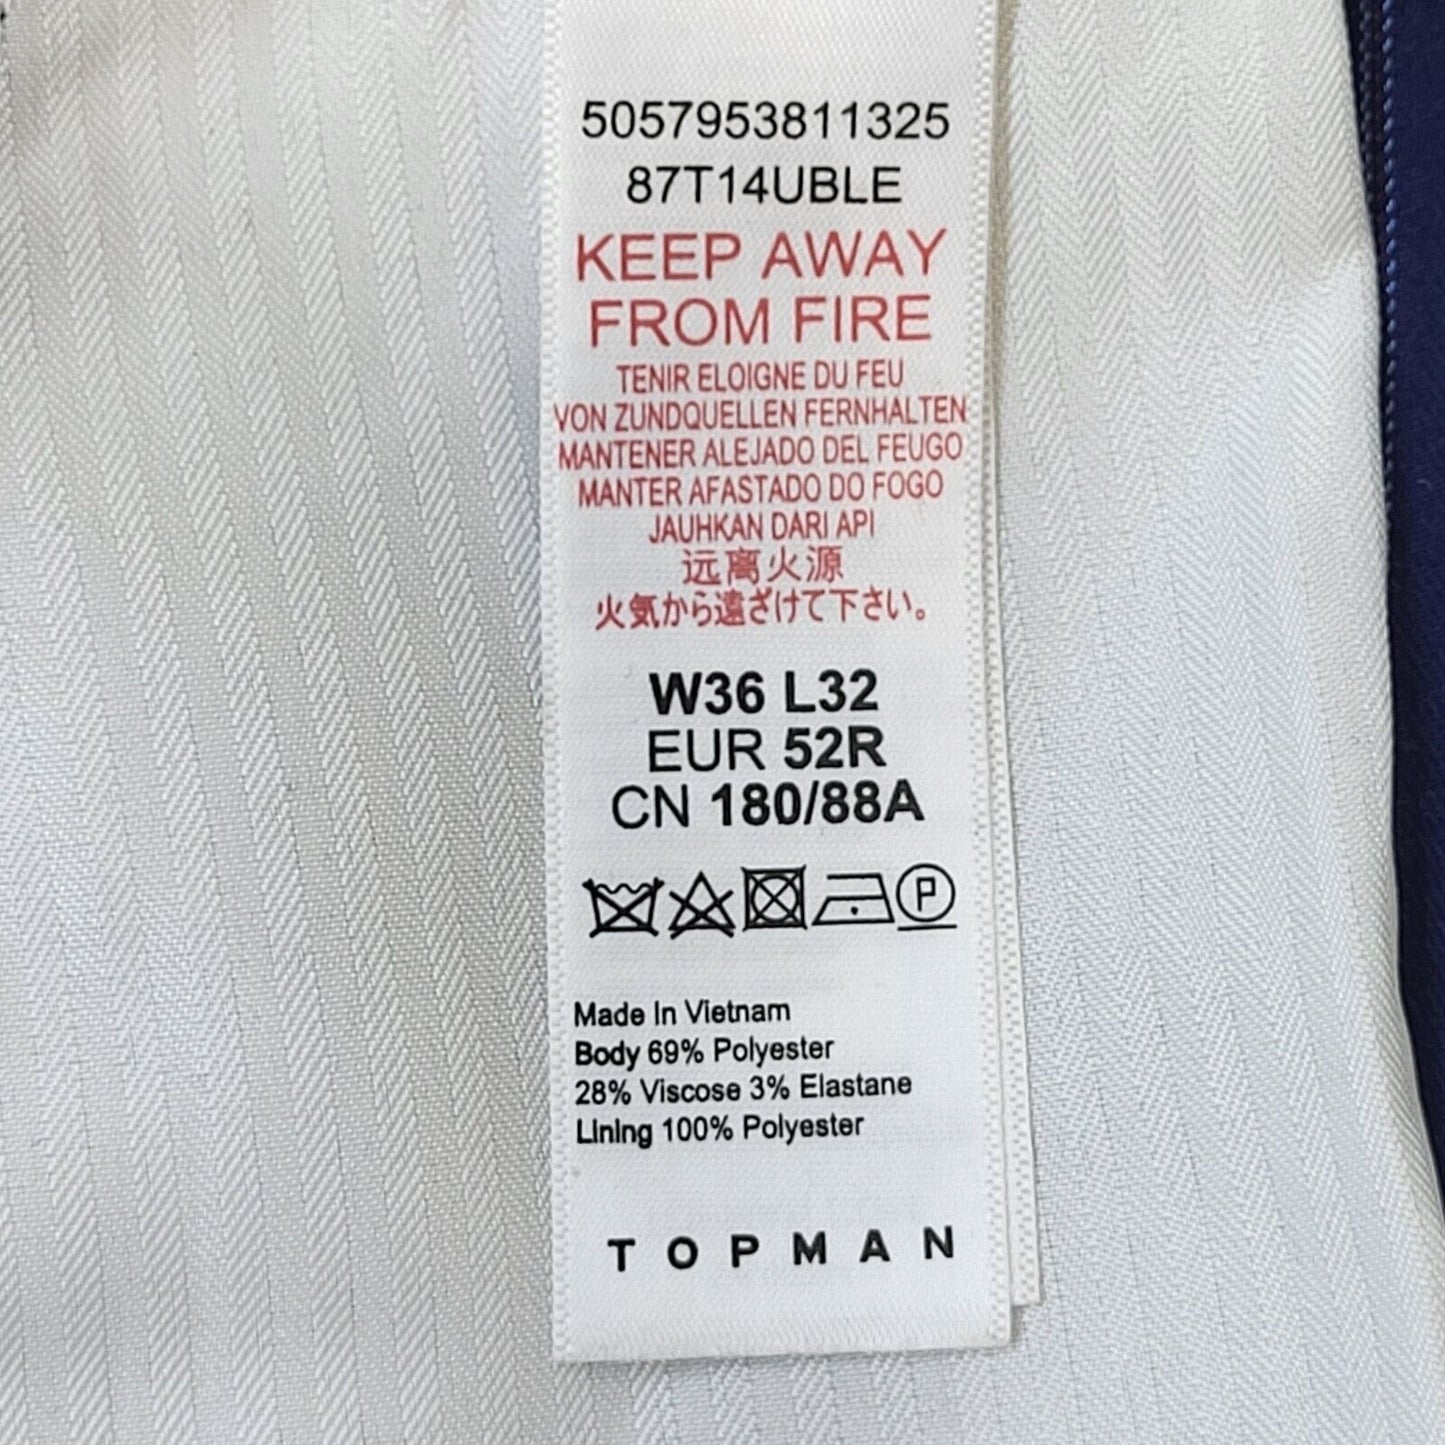 5057953811325
87T14UBLE
KEEP AWAY
FROM FIRE
TENIR ELOIGNE DU FEU
VON ZUNDQUELLEN FERNHALTEN
MANTENER ALEJADO DEL FEUGO
MANTER AFASTADO DO FOGO
JAUHKAN DARI API
远离火源
火気から遠ざけて下さい。
W36 L32
EUR 52R
CN 180/88A
P
Made In Vietnam
Body 69% Polyester
28% Viscose 3% Elastane
Lining 100% Polyester
TOPMAN